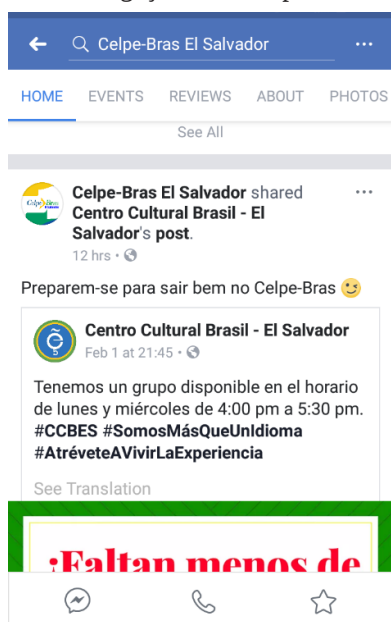 Celpe-Bras El Salvador
HOME EVENTS REVIEWS ABOUT PHOTOS
See All
Celpe-Bras El Salvador shared
Centro Cultural Brasil - El
Salvador's post.
12 hrs •
Preparem-se para sair bem no Celpe-Bras 😉
Centro Cultural Brasil - El Salvador
Feb 1 at 21:45 •
Tenemos un grupo disponible en el horario
de lunes y miércoles de 4:00 pm a 5:30 pm.
#CCBES #SomosMásQueUnIdioma
#AtréveteAVivirLaExperiencia
See Translation
¡Faltan menos de